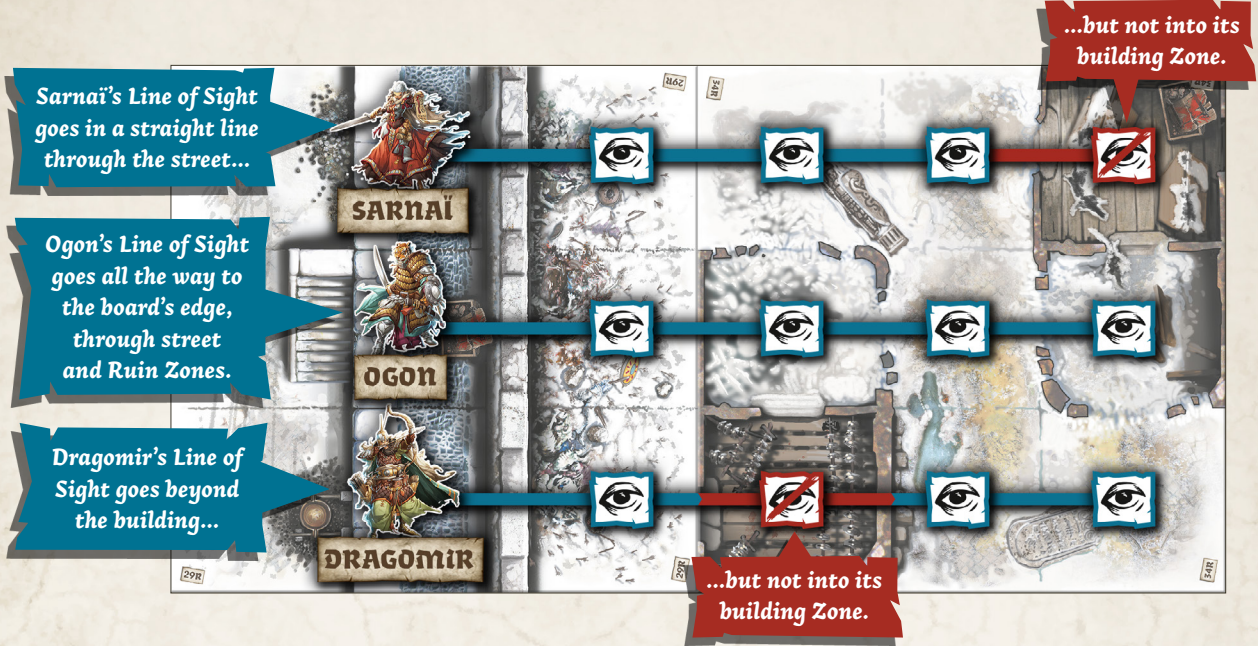 ...but not into its
building Zone.
Sarnaï's Line of Sight
goes in a straight line
through the street...
29R
34R
SARNAÏ
Ogon's Line of Sight
goes all the way to
the board's edge,
through street
and Ruin Zones.
OGON
Dragomir's Line of
Sight goes beyond
the building...
DRAGOMIR
29R
29R
34R
...but not into its
building Zone.